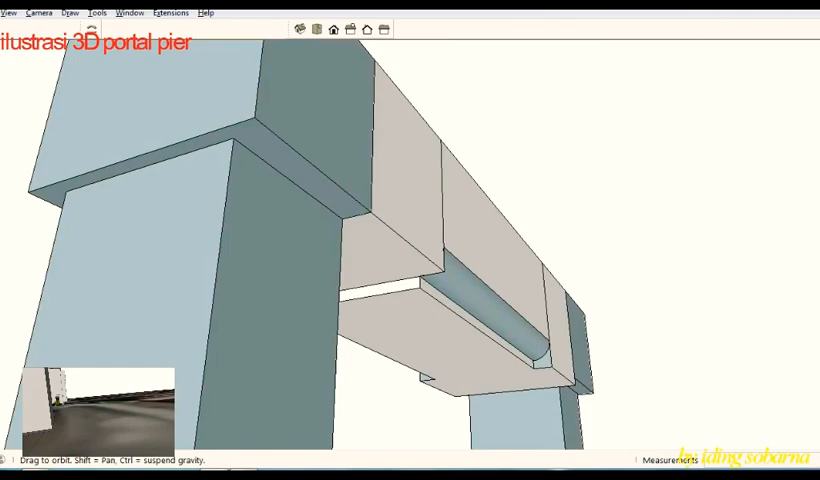 View Camera Draw Tools Window Extensions Help
ilustrasi 3D portal pier
Drag to orbit. Shift = Pan, Ctrl = suspend gravity.
Measurements
by iding sobarna